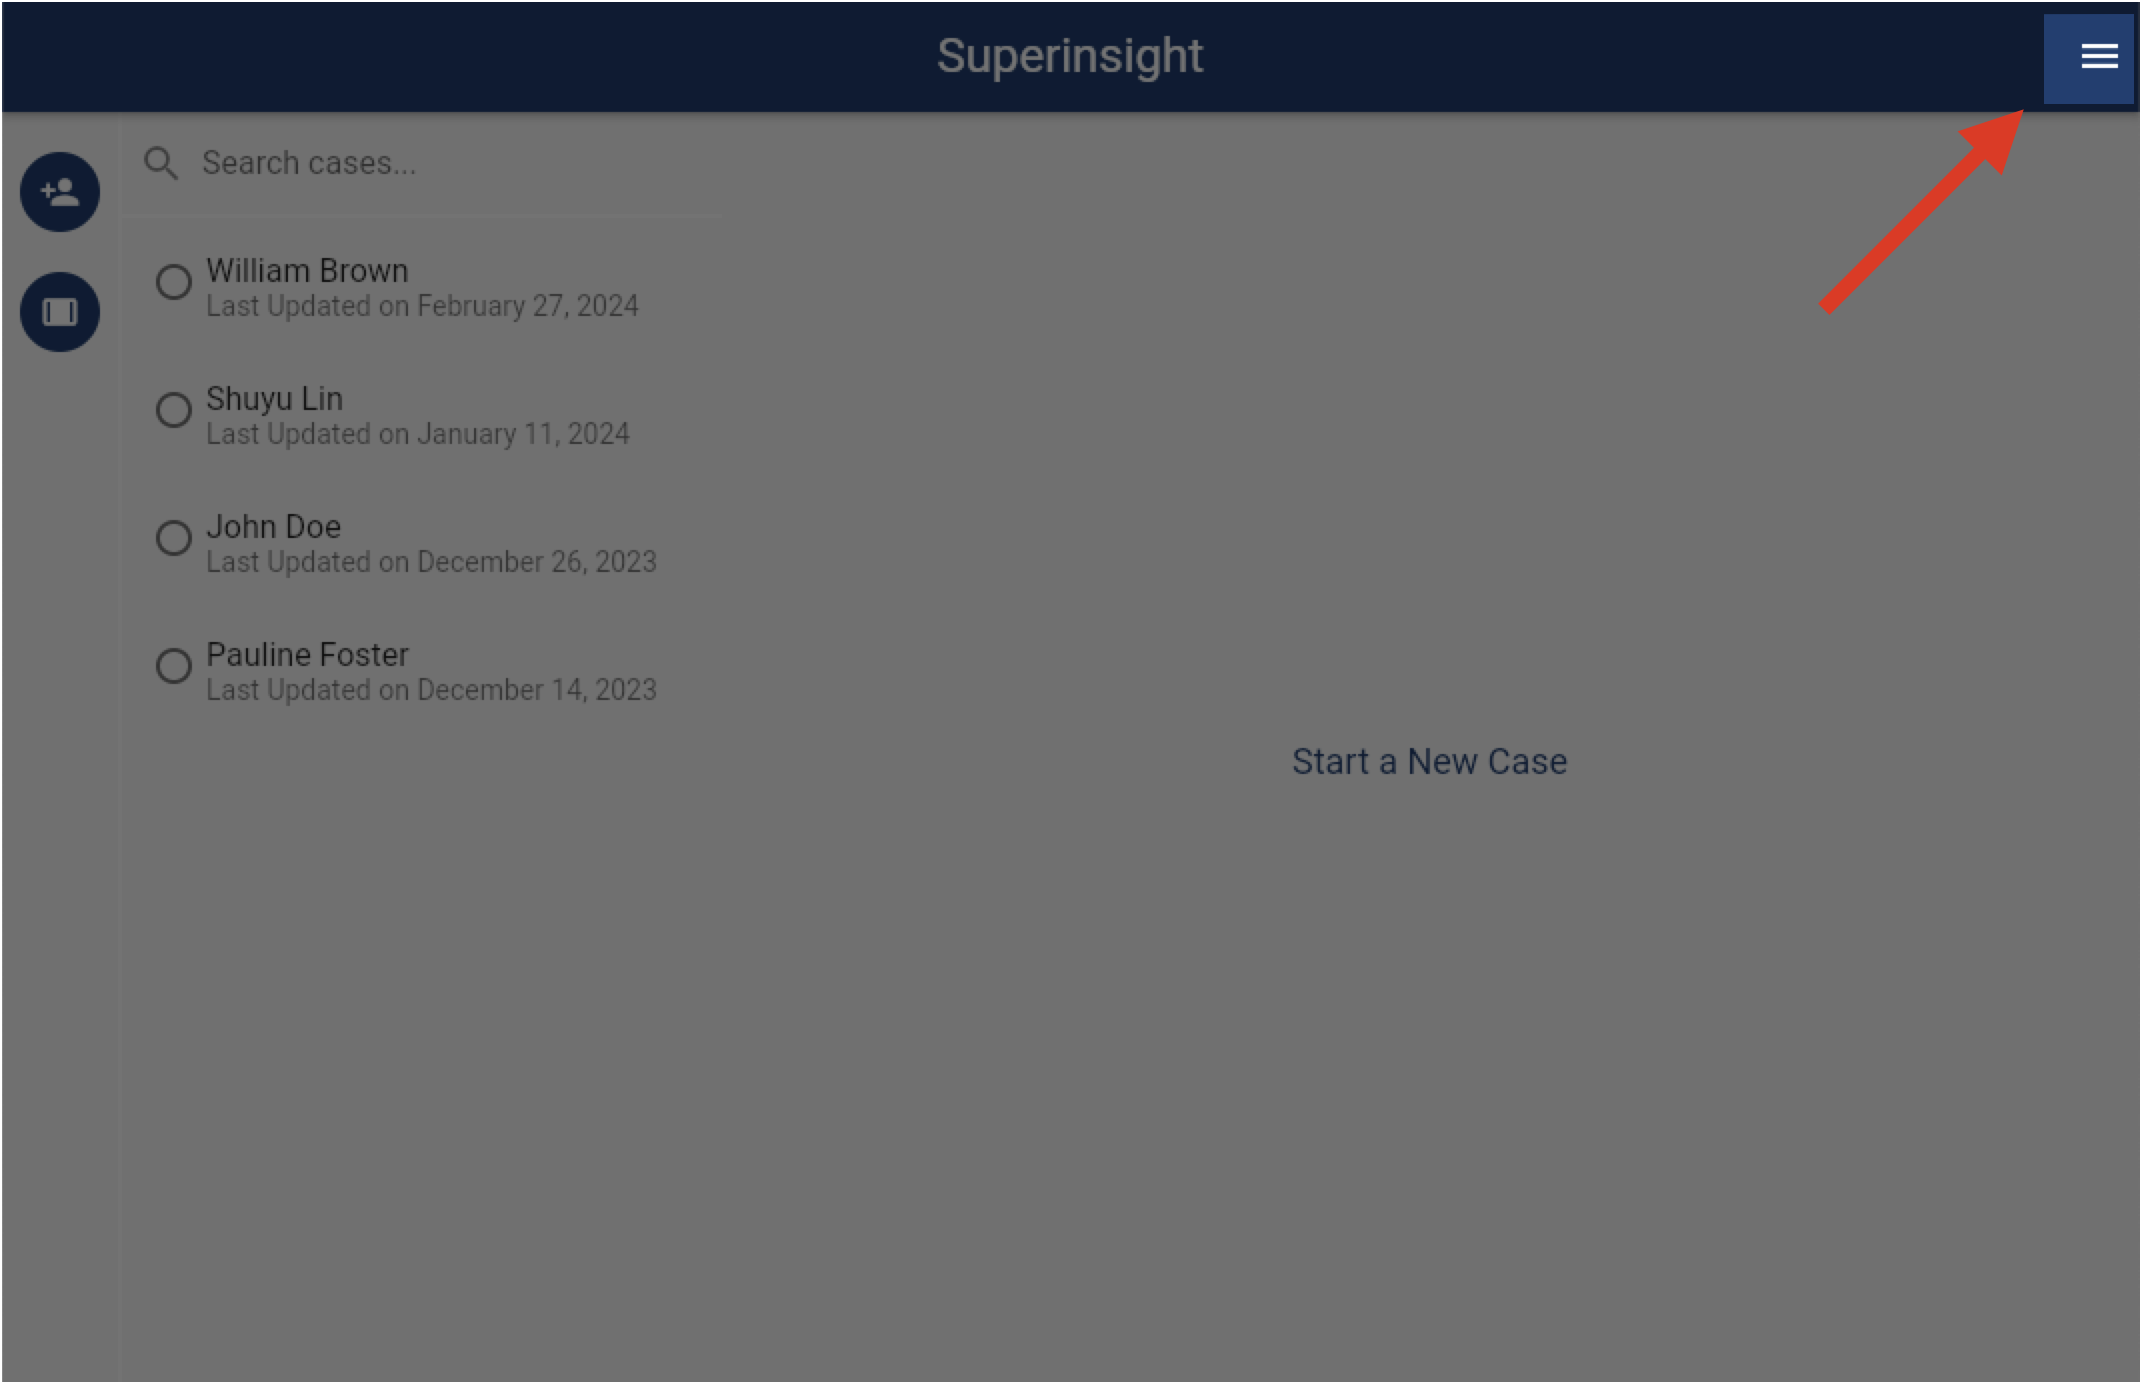 Superinsight
Search cases...
William Brown
Last Updated on February 27, 2024
Shuyu Lin
Last Updated on January 11, 2024
John Doe
Last Updated on December 26, 2023
Pauline Foster
Last Updated on December 14, 2023
Start a New Case